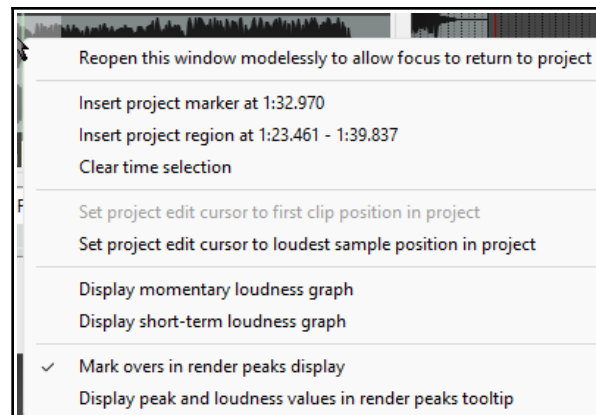 Reopen this window modelessly to allow focus to return to project
Insert project marker at 1:32.970
Insert project region at 1:23.461 - 1:39.837
Clear time selection
Set project edit cursor to first clip position in project
Set project edit cursor to loudest sample position in project
Display momentary loudness graph
Display short-term loudness graph
Mark overs in render peaks display
Display peak and loudness values in render peaks tooltip